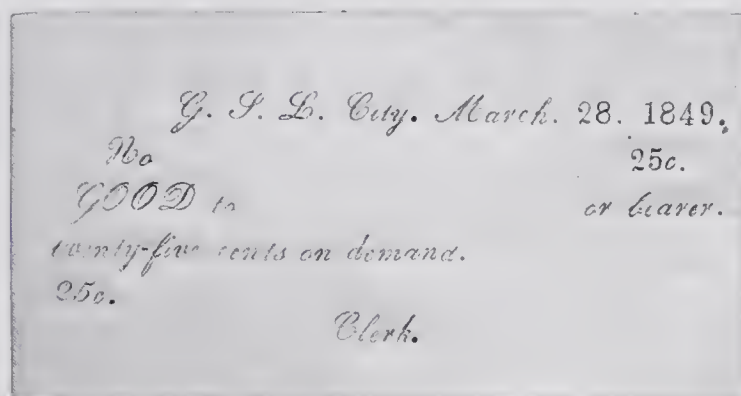 G. S. L. City. March. 28. 1849.
No 25c.
GOOD to or bearer.
twenty-five cents on demand.
25c.
Clerk.